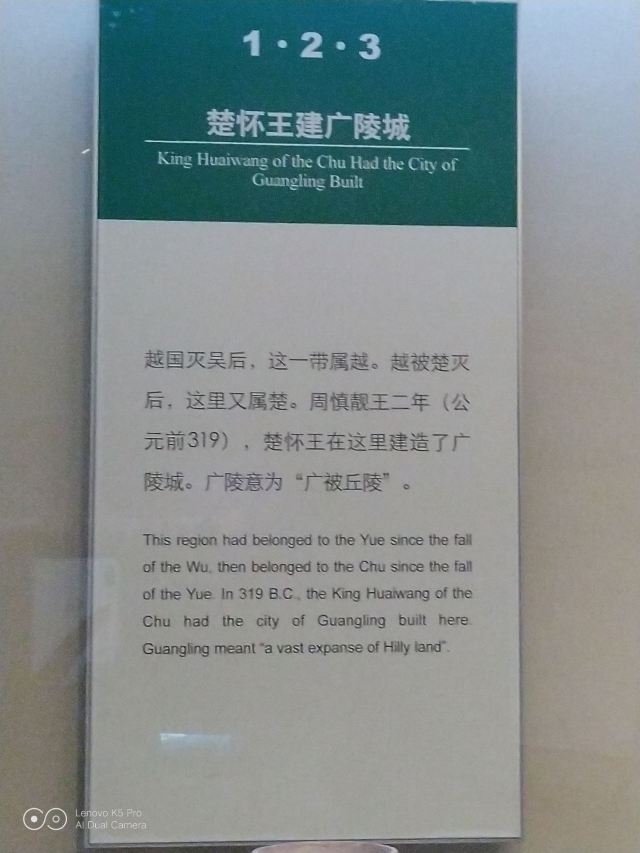 1·2·3
楚怀王建广陵城
King Huaiwang of the Chu Had the City of
Guangling Built
越国灭吴后，这一带属越。越被楚灭
后，这里又属楚。周慎靓王二年（公
元前319），楚怀王在这里建造了广
陵城。广陵意为“广被丘陵”。
This region had belonged to the Yue since the fall
of the Wu, then belonged to the Chu since the fall
of the Yue. In 319 B.C., the King Huaiwang of the
Chu had the city of Guangling built here.
Guangling meant “a vast expanse of Hilly land”.
Lenovo K5 Pro
AI Dual Camera